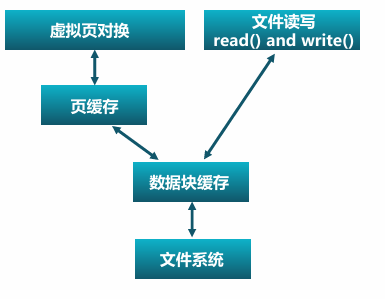 虚拟页对换
文件读写
read() and write()
页缓存
数据块缓存
文件系统